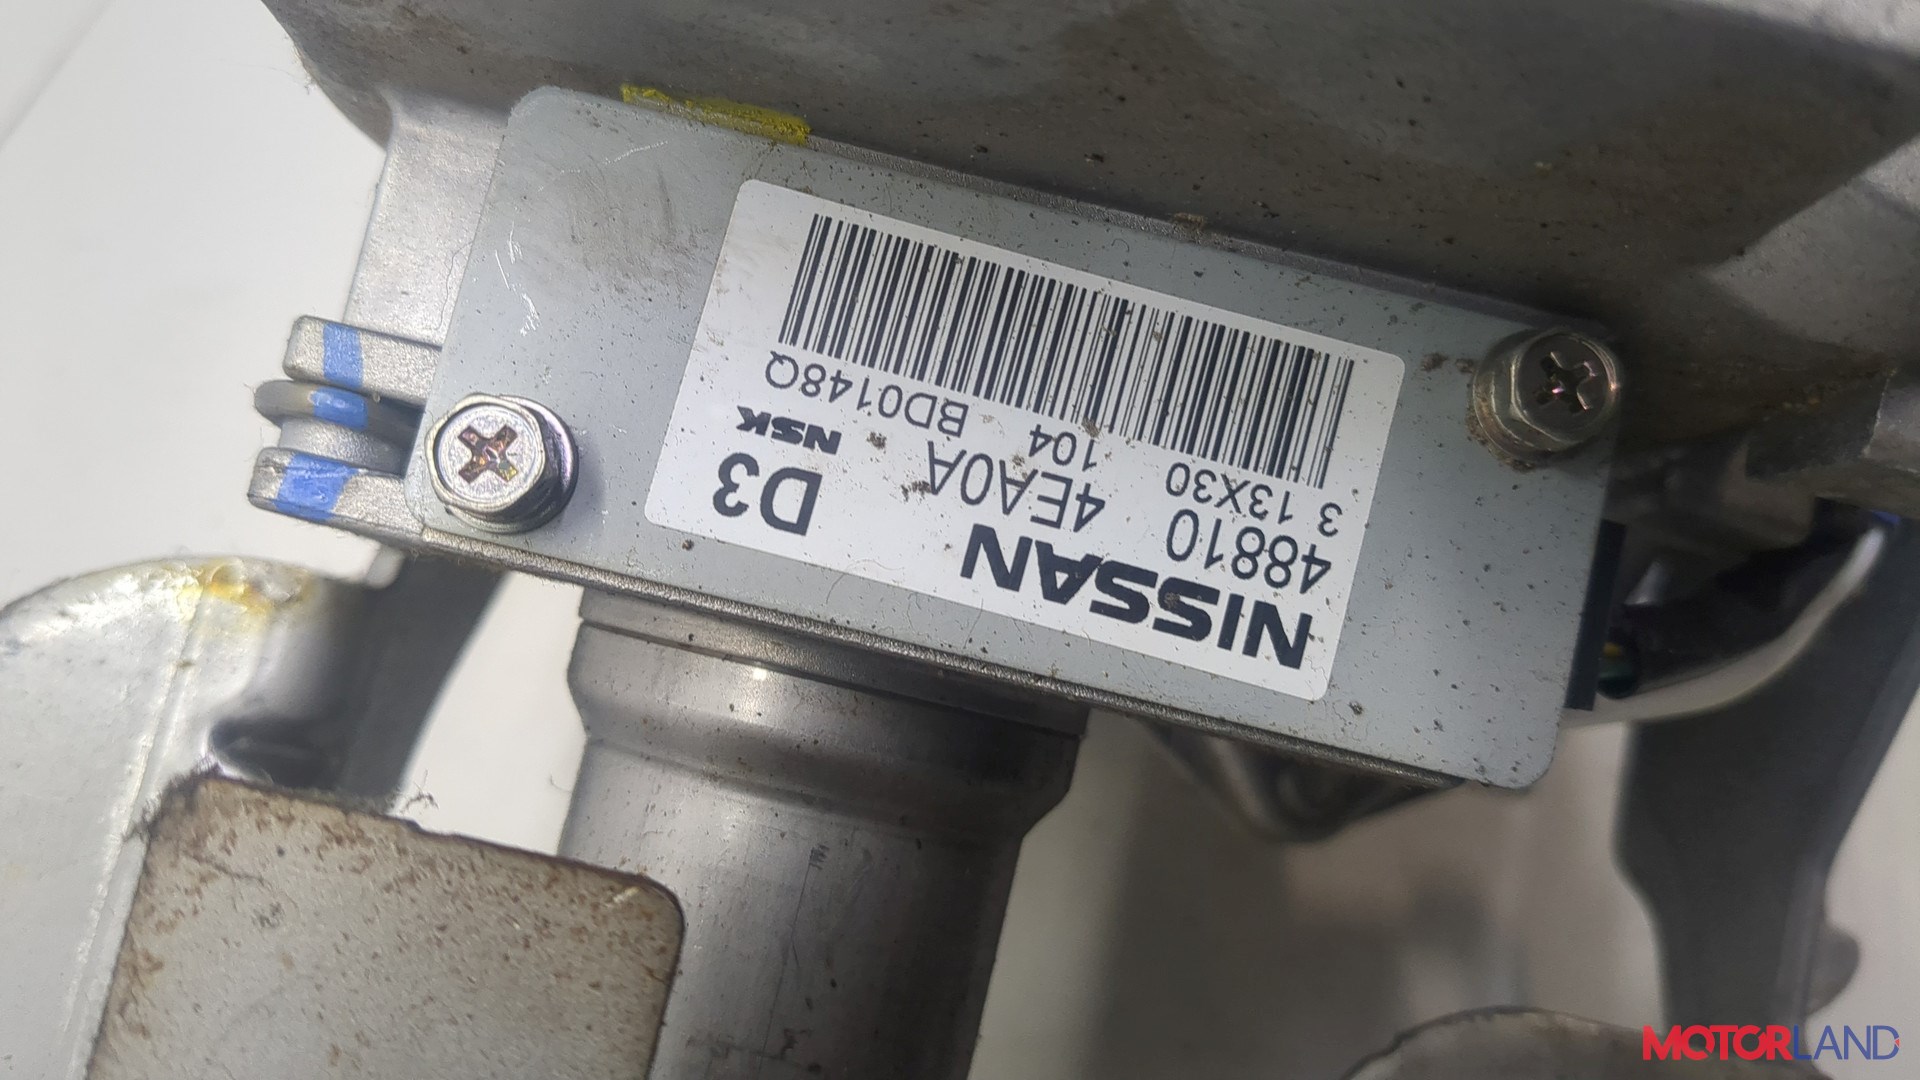 NISSAN D3
48810 4EA0A NSK
3 13X30 104 BD0148Q
MOTORLAND